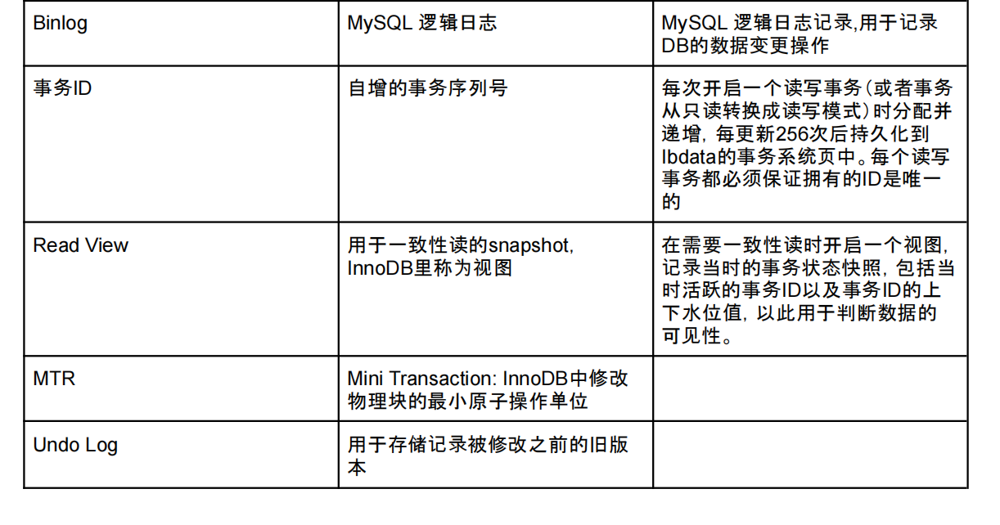 Binlog
MySQL 逻辑日志
MySQL 逻辑日志记录,用于记录
DB的数据变更操作
事务ID
自增的事务序列号
每次开启一个读写事务（或者事务
从只读转换成读写模式）时分配并
递增，每更新256次后持久化到
Ibdata的事务系统页中。每个读写
事务都必须保证拥有的ID是唯一
的
Read View
用于一致性读的snapshot，
InnoDB里称为视图
在需要一致性读时开启一个视图，
记录当时的事务状态快照，包括当
时活跃的事务ID以及事务ID的上
下水位值，以此用于判断数据的
可见性。
MTR
Mini Transaction: InnoDB中修改
物理块的最小原子操作单位
Undo Log
用于存储记录被修改之前的旧版
本